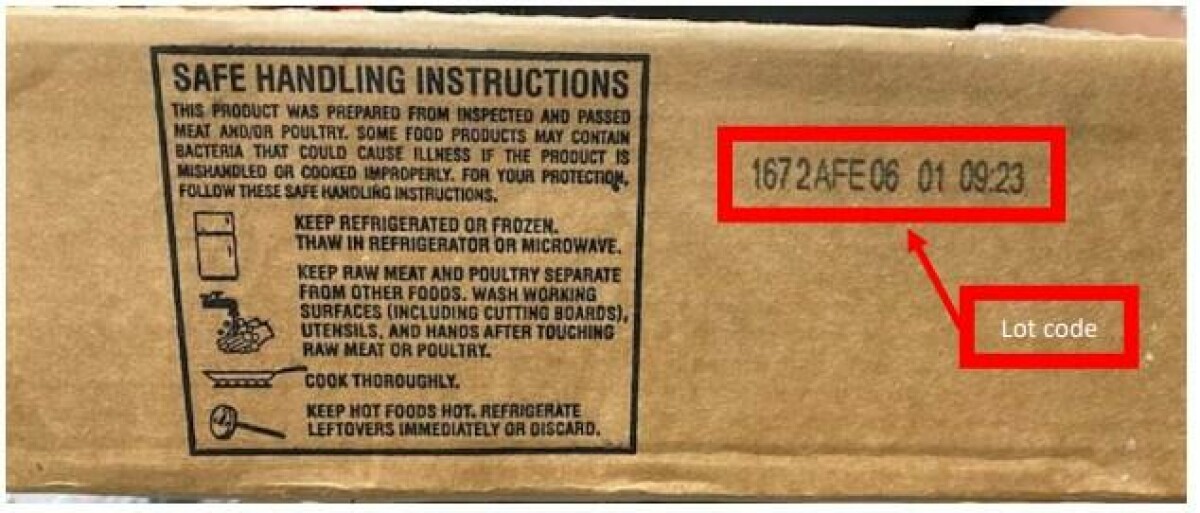 SAFE HANDLING INSTRUCTIONS
THIS PRODUCT WAS PREPARED FROM INSPECTED AND PASSED
MEAT AND/OR POULTRY. SOME FOOD PRODUCTS MAY CONTAIN
BACTERIA THAT COULD CAUSE ILLNESS IF THE PRODUCT IS
MISHANDLED OR COOKED IMPROPERLY. FOR YOUR PROTECTION,
FOLLOW THESE SAFE HANDLING INSTRUCTIONS.
KEEP REFRIGERATED OR FROZEN.
THAW IN REFRIGERATOR OR MICROWAVE.
KEEP RAW MEAT AND POULTRY SEPARATE
FROM OTHER FOODS. WASH WORKING
SURFACES (INCLUDING CUTTING BOARDS),
UTENSILS, AND HANDS AFTER TOUCHING
RAW MEAT OR POULTRY.
COOK THOROUGHLY.
KEEP HOT FOODS HOT. REFRIGERATE
LEFTOVERS IMMEDIATELY OR DISCARD.
1672AFE06 01 09:23
Lot code